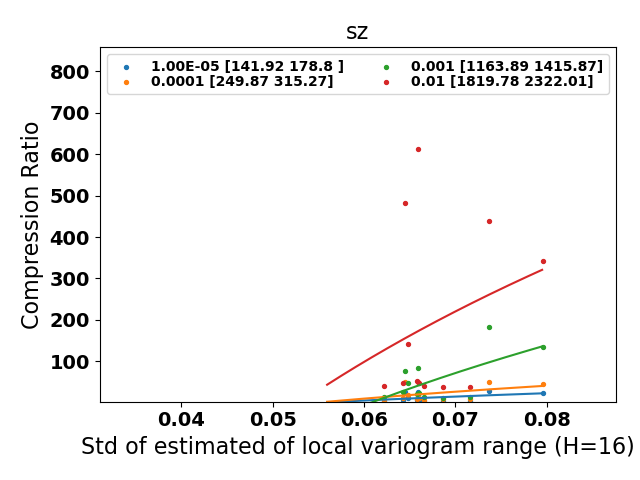 sz
1.00E-05 [141.92 178.8 ]
0.0001 [249.87 315.27]
0.001 [1163.89 1415.87]
0.01 [1819.78 2322.01]
Compression Ratio
800
700
600
500
400
300
200
100
0.04 0.05 0.06 0.07 0.08
Std of estimated of local variogram range (H=16)